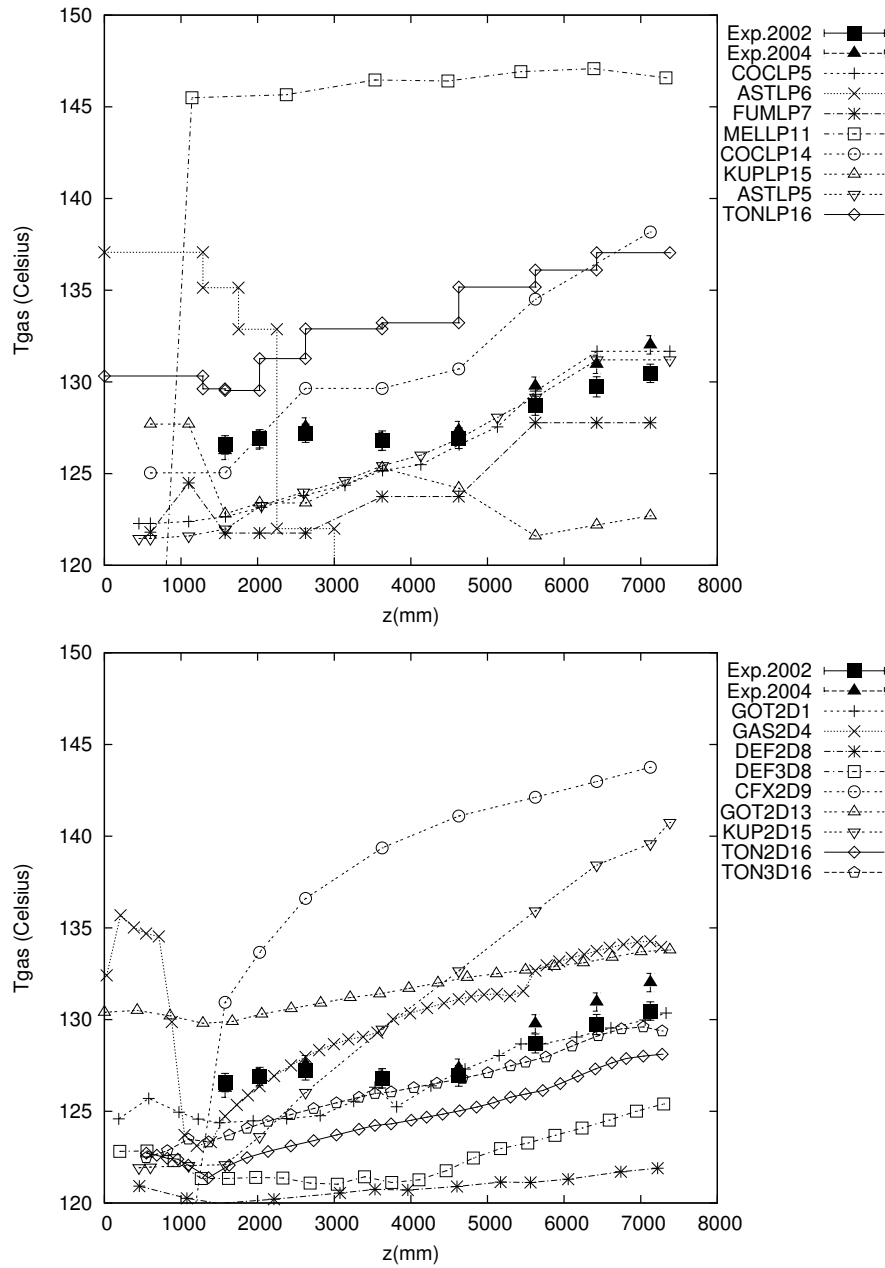 150
145
140
135
130
125
120
Tgas (Celsius)
0 1000 2000 3000 4000 5000 6000 7000 8000
z(mm)
Exp.2002
Exp.2004
COCLP5
ASTLP6
FUMLP7
MELLP11
COCLP14
KUPLP15
ASTLP5
TONLP16
150
145
140
135
130
125
120
Tgas (Celsius)
0 1000 2000 3000 4000 5000 6000 7000 8000
z(mm)
Exp.2002
Exp.2004
GOT2D1
GAS2D4
DEF2D8
DEF3D8
CFX2D9
GOT2D13
KUP2D15
TON2D16
TON3D16